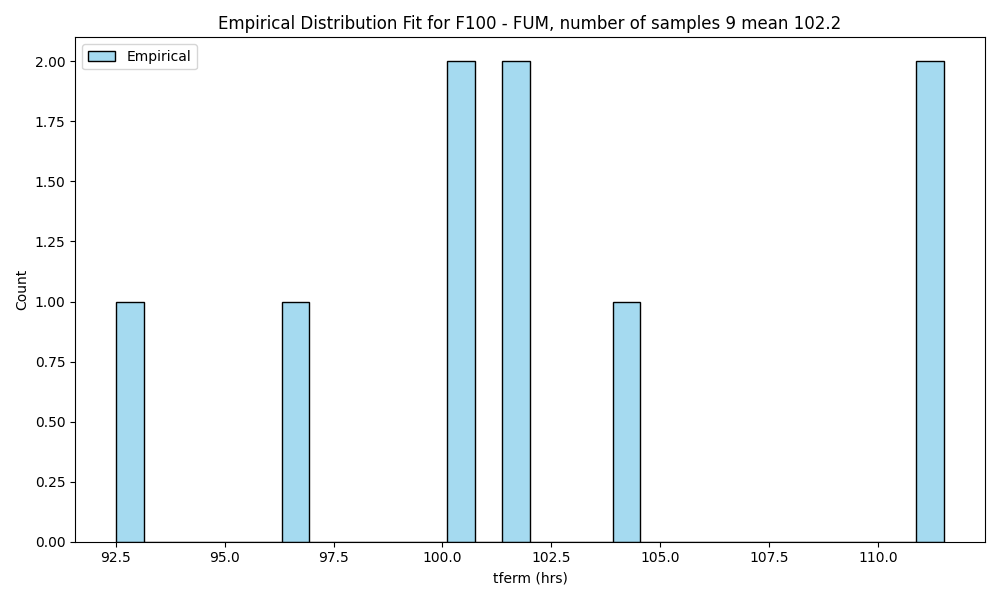 Empirical Distribution Fit for F100 - FUM, number of samples 9 mean 102.2
Empirical
2.00
1.75
1.50
1.25
1.00
0.75
0.50
0.25
0.00
Count
92.5 95.0 97.5 100.0 102.5 105.0 107.5 110.0
tferm (hrs)